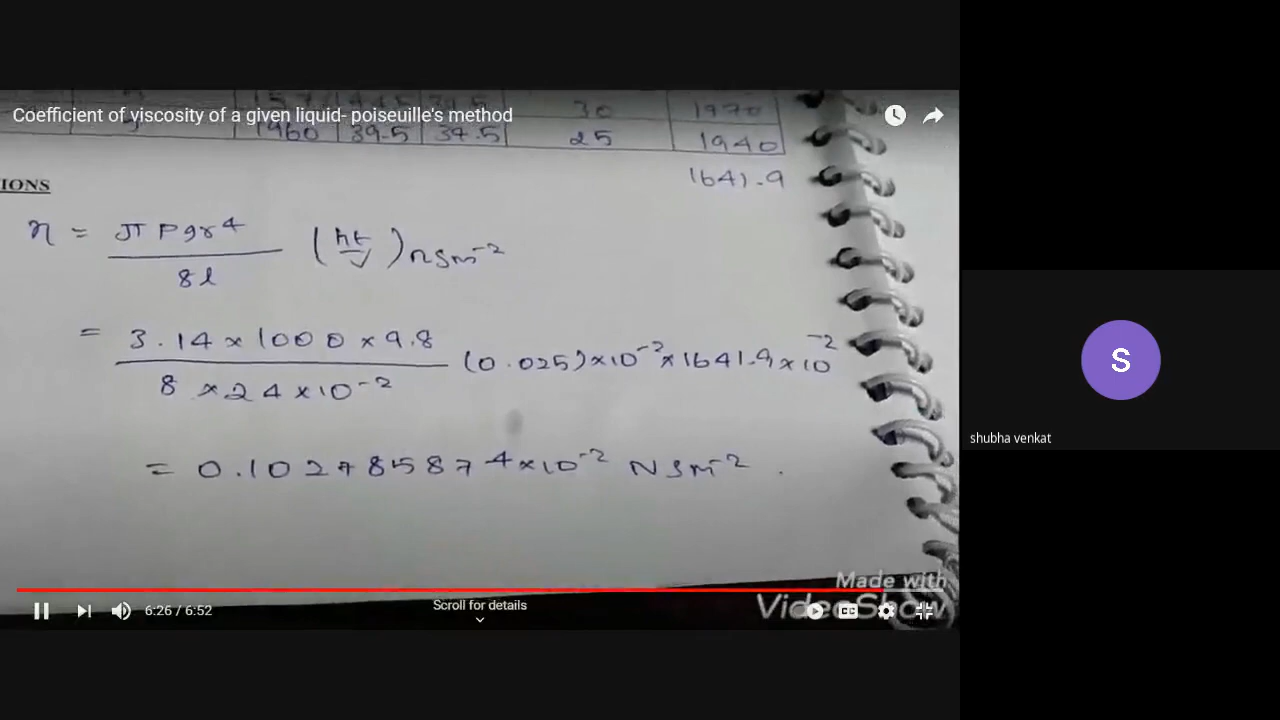 Coefficient of viscosity of a given liquid- poiseuille's method
30 1970
1960 39.5 34.5 25 1940
1641.9
IONS
η = πρgr⁴ / 8l (ht/v) nsm⁻²
= 3.14 x 1000 x 9.8 / 8 x 24 x 10⁻² (0.025) x 10⁻³ x 1641.9 x 10⁻²
= 0.102785874 x 10⁻² Nsm⁻².
Made with
VideoShow
6:26 / 6:52
Scroll for details
CC
S
shubha venkat